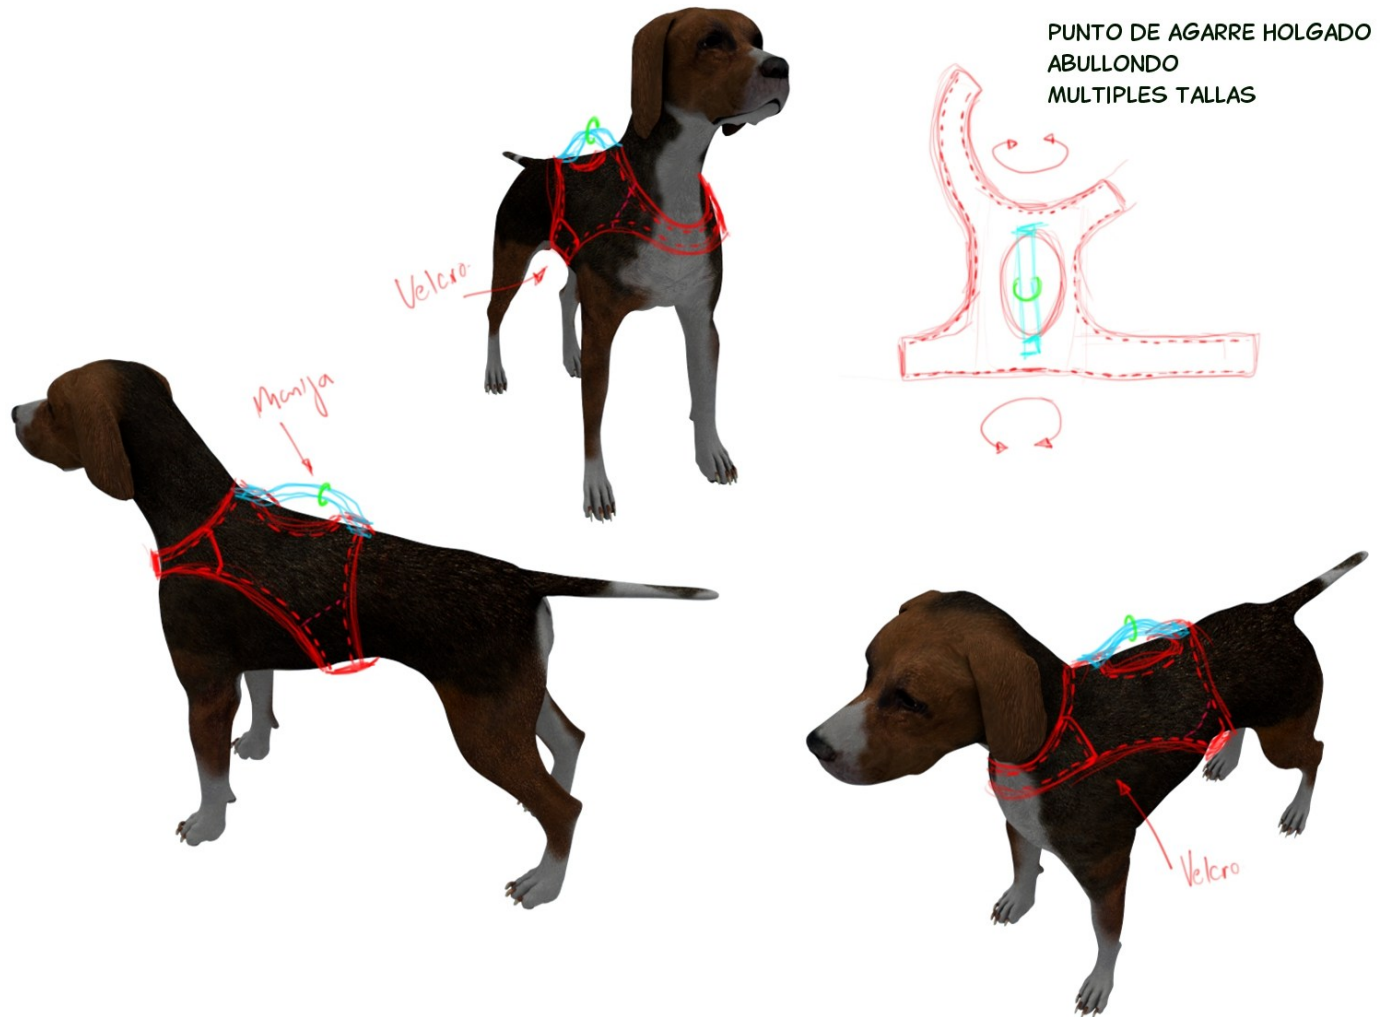 PUNTO DE AGARRE HOLGADO
ABULLONDO
MULTIPLES TALLAS
Velcro
Manija
Velcro